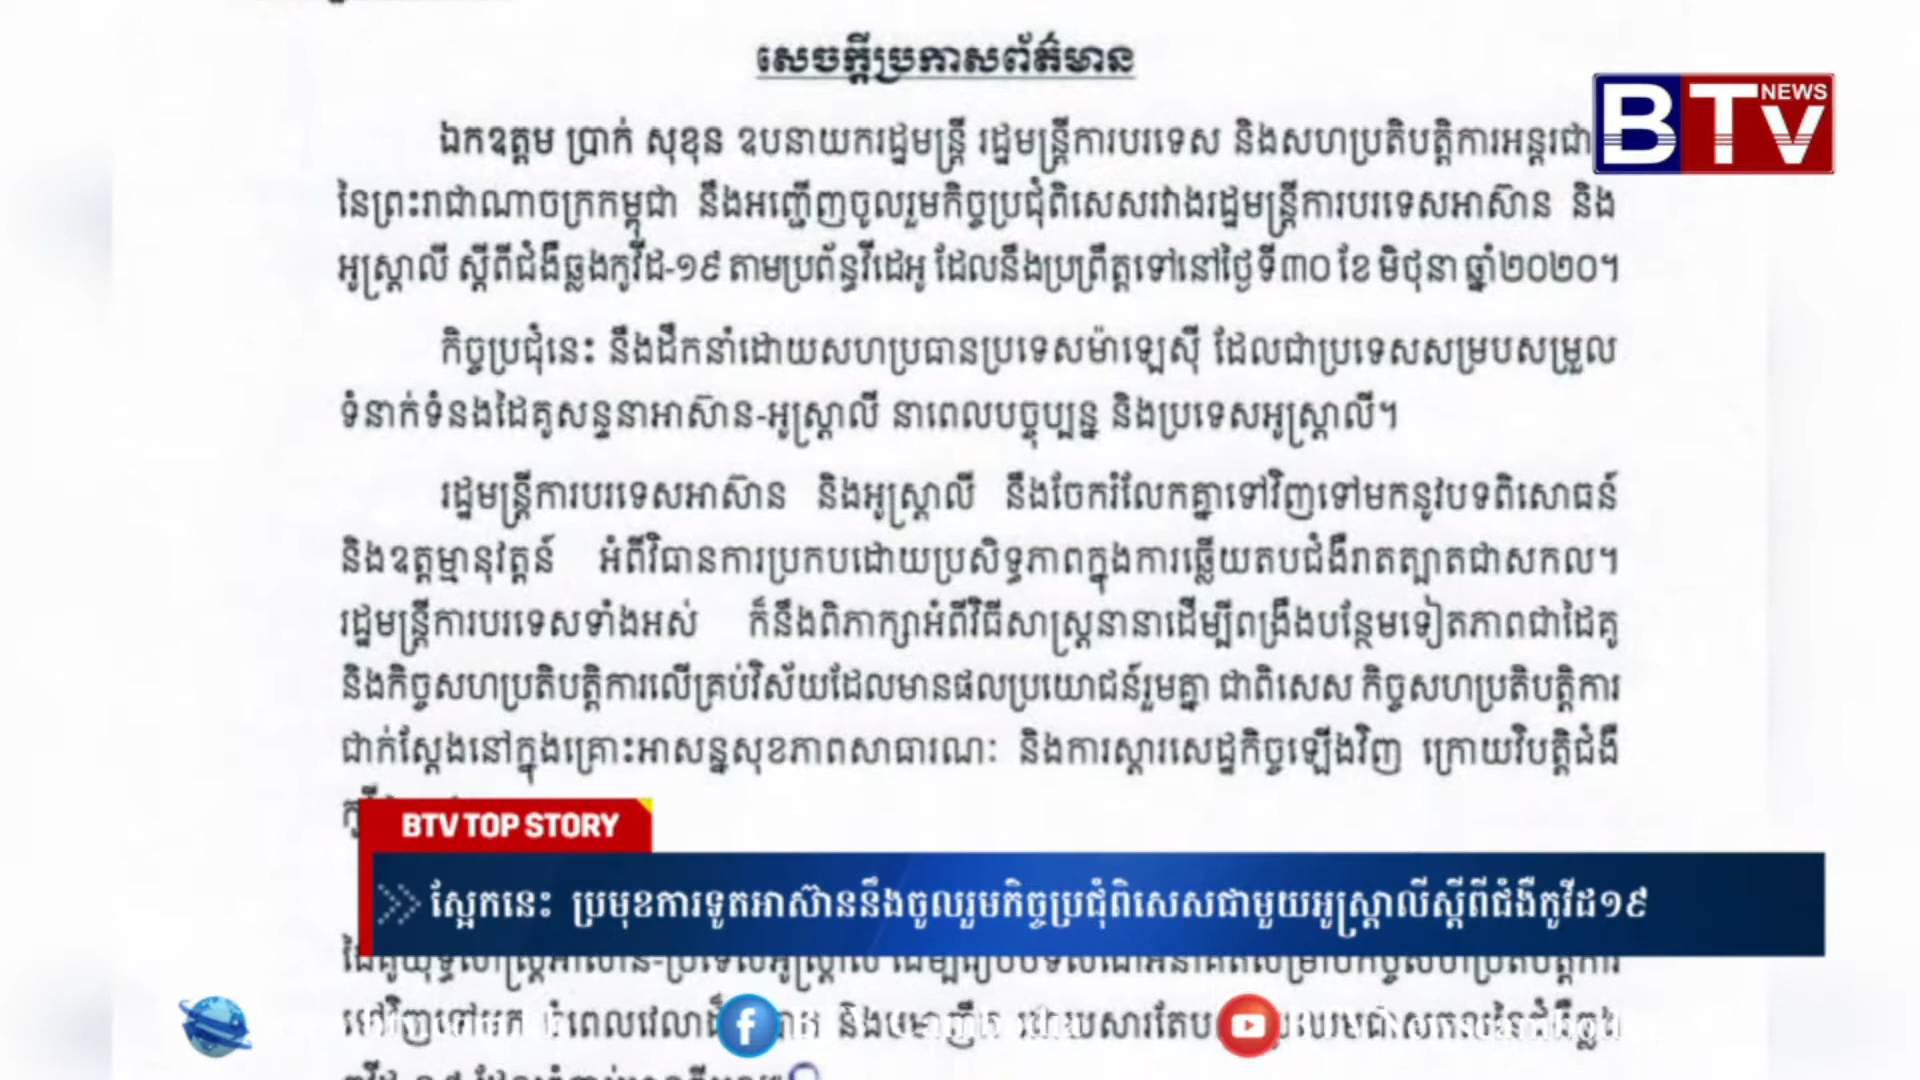 សេចក្តីប្រកាសព័ត៌មាន
BTV NEWS
ឯកឧត្តម ប្រាក់ សុខុន ឧបនាយករដ្ឋមន្ត្រី រដ្ឋមន្ត្រីការបរទេស និងសហប្រតិបត្តិការអន្តរជា
នៃព្រះរាជាណាចក្រកម្ពុជា នឹងអញ្ជើញចូលរួមកិច្ចប្រជុំពិសេសរវាងរដ្ឋមន្ត្រីការបរទេសអាស៊ាន និង
អូស្ត្រាលី ស្តីពីជំងឺឆ្លងកូវីដ-១៩ តាមប្រព័ន្ធវីដេអូ ដែលនឹងប្រព្រឹត្តទៅនៅថ្ងៃទី៣០ ខែ មិថុនា ឆ្នាំ២០២០។
កិច្ចប្រជុំនេះ នឹងដឹកនាំដោយសហប្រធានប្រទេសម៉ាឡេស៊ី ដែលជាប្រទេសសម្របសម្រួល
ទំនាក់ទំនងដៃគូសន្ទនាអាស៊ាន-អូស្ត្រាលី នាពេលបច្ចុប្បន្ន និងប្រទេសអូស្ត្រាលី។
រដ្ឋមន្ត្រីការបរទេសអាស៊ាន និងអូស្ត្រាលី នឹងចែករំលែកគ្នាទៅវិញទៅមកនូវបទពិសោធន៍
និងឧត្តម្មានុវត្តន៍ អំពីវិធានការប្រកបដោយប្រសិទ្ធភាពក្នុងការឆ្លើយតបជំងឺរាតត្បាតជាសកល។
រដ្ឋមន្ត្រីការបរទេសទាំងអស់ ក៏នឹងពិភាក្សាអំពីវិធីសាស្ត្រនានាដើម្បីពង្រឹងបន្ថែមទៀតភាពជាដៃគូ
និងកិច្ចសហប្រតិបត្តិការលើគ្រប់វិស័យដែលមានផលប្រយោជន៍រួមគ្នា ជាពិសេស កិច្ចសហប្រតិបត្តិការ
ជាក់ស្តែងនៅក្នុងគ្រោះអាសន្នសុខភាពសាធារណៈ និងការស្តារសេដ្ឋកិច្ចឡើងវិញ ក្រោយវិបត្តិជំងឺ
BTV TOP STORY
ស្អែកនេះ ប្រមុខការទូតអាស៊ាននឹងចូលរួមកិច្ចប្រជុំពិសេសជាមួយអូស្ត្រាលីស្តីពីជំងឺកូវីដ១៩